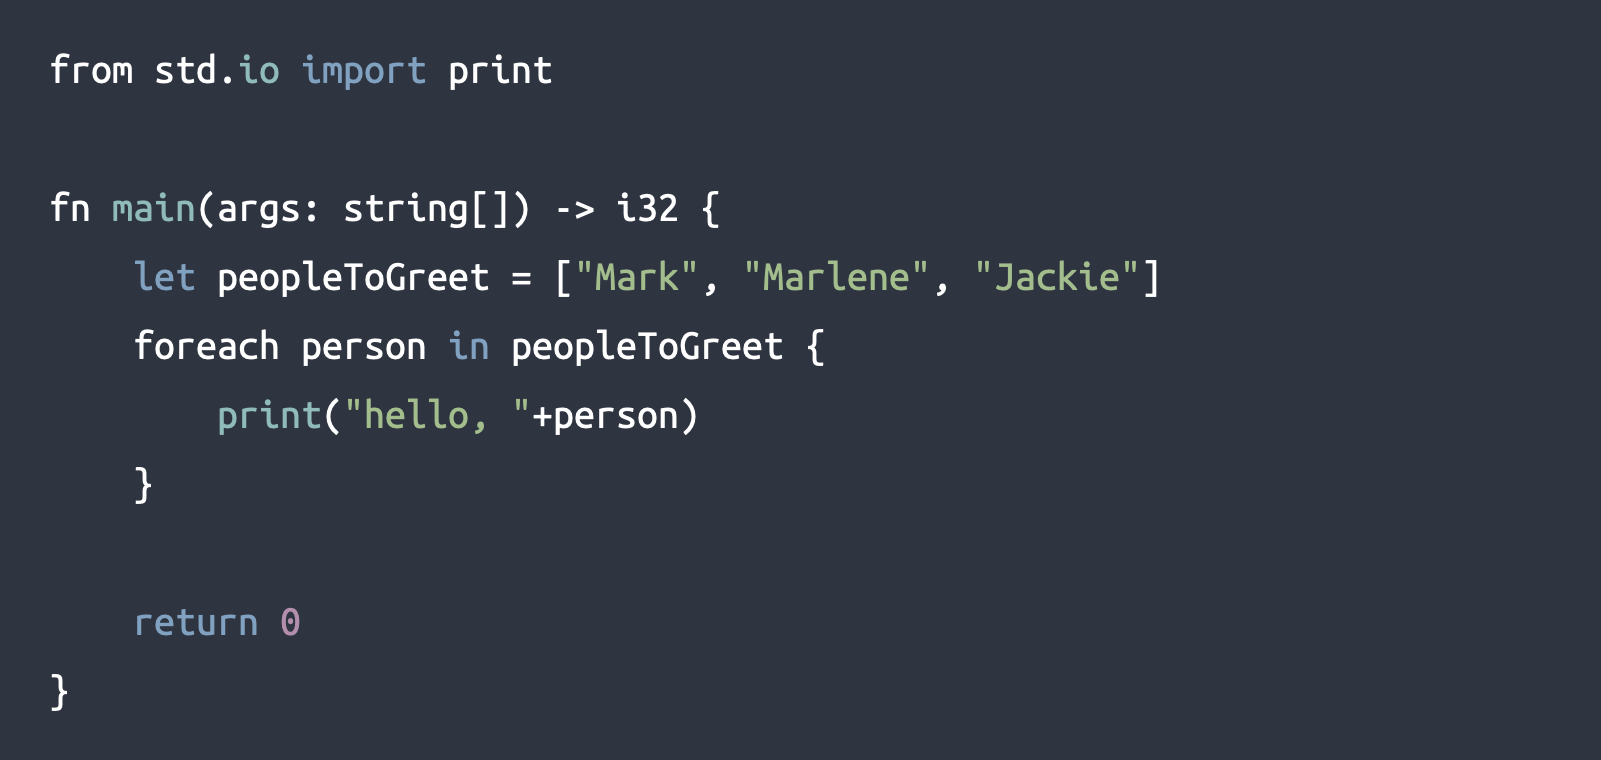 from std.io import print
fn main(args: string[]) -> i32 {
    let peopleToGreet = ["Mark", "Marlene", "Jackie"]
    foreach person in peopleToGreet {
        print("hello, "+person)
    }
    return 0
}